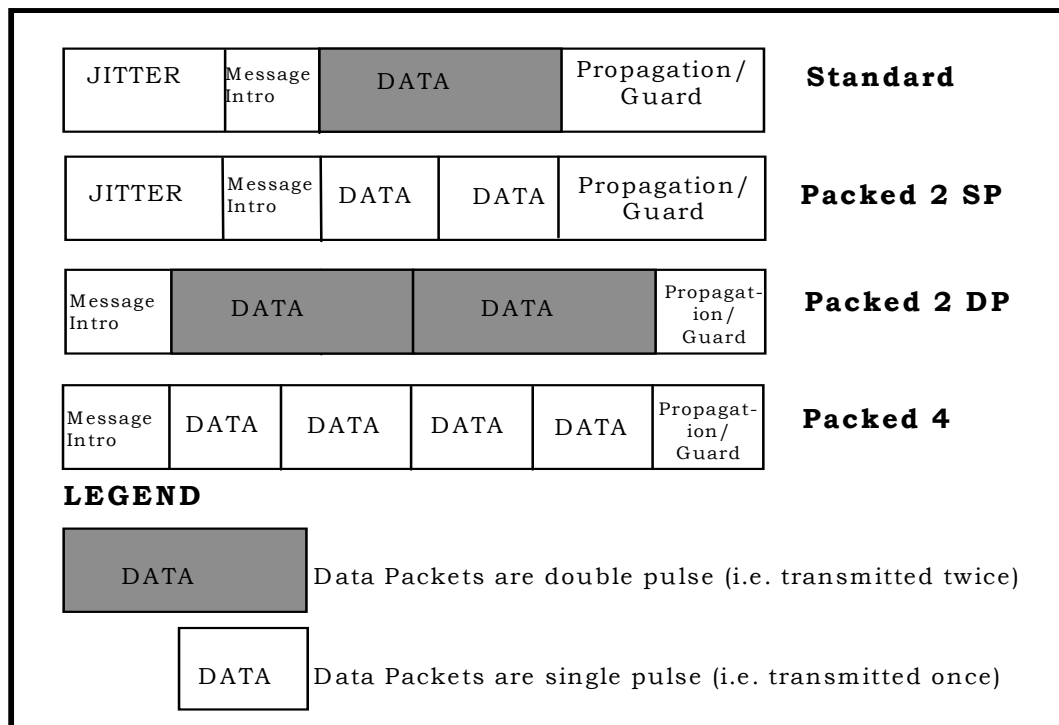 JITTER
Message
Intro
DATA
Propagation/
Guard
Standard
JITTER
Message
Intro
DATA
DATA
Propagation/
Guard
Packed 2 SP
Message
Intro
DATA
DATA
Propagat-
ion/
Guard
Packed 2 DP
Message
Intro
DATA
DATA
DATA
DATA
Propagat-
ion/
Guard
Packed 4
LEGEND
DATA
Data Packets are double pulse (i.e. transmitted twice)
DATA
Data Packets are single pulse (i.e. transmitted once)